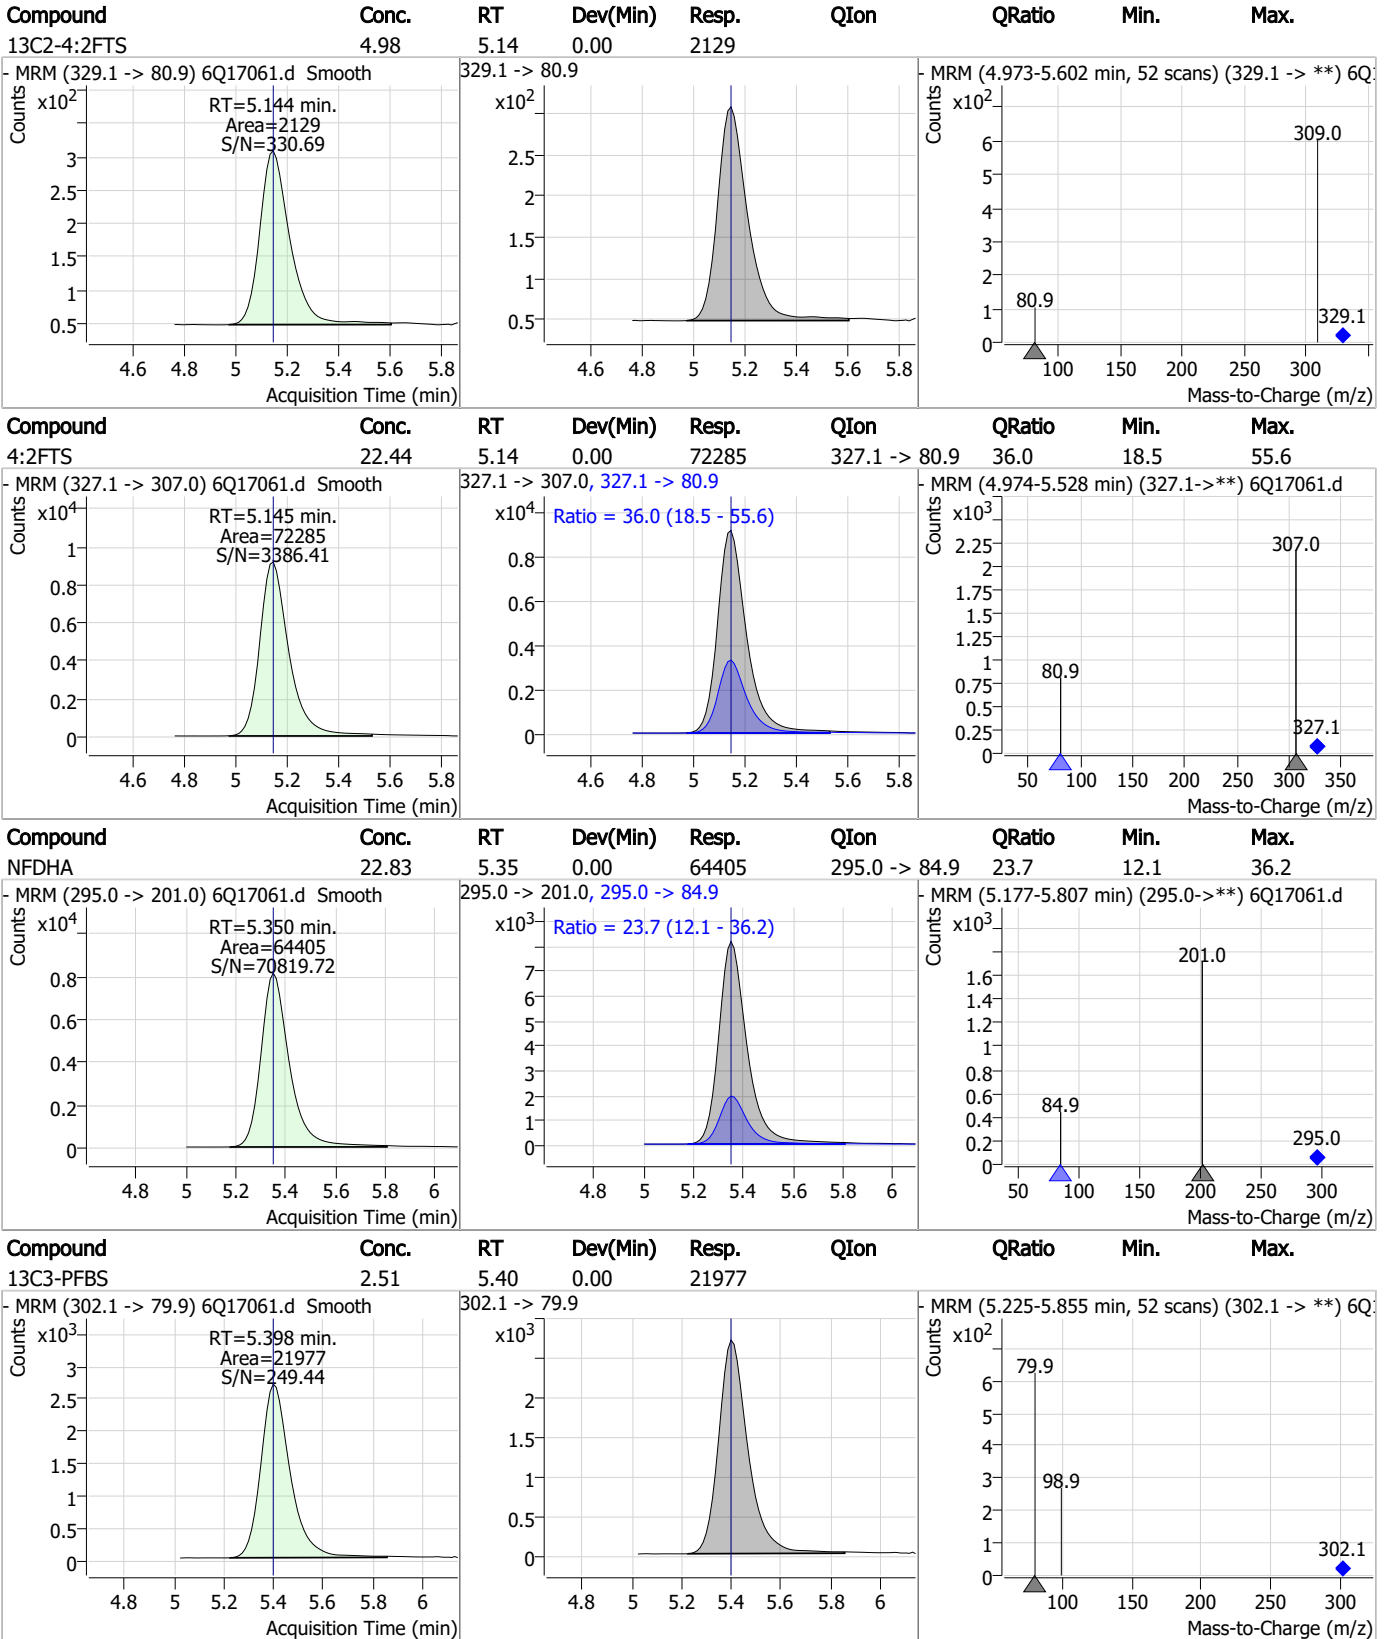 Compound Conc. RT Dev(Min) Resp. QIon QRatio Min. Max.
13C2-4:2FTS 4.98 5.14 0.00 2129
- MRM (329.1 -> 80.9) 6Q17061.d Smooth
Counts
x10²
RT=5.144 min.
Area=2129
S/N=330.69
3
2.5
2
1.5
1
0.5
4.6 4.8 5 5.2 5.4 5.6 5.8
Acquisition Time (min)
329.1 -> 80.9
x10²
2.5
2
1.5
1
0.5
4.6 4.8 5 5.2 5.4 5.6 5.8
- MRM (4.973-5.602 min, 52 scans) (329.1 -> **) 6Q1
Counts
x10²
309.0
6
5
4
3
2
80.9
1
329.1
0
100 150 200 250 300
Mass-to-Charge (m/z)
Compound Conc. RT Dev(Min) Resp. QIon QRatio Min. Max.
4:2FTS 22.44 5.14 0.00 72285 327.1 -> 80.9 36.0 18.5 55.6
- MRM (327.1 -> 307.0) 6Q17061.d Smooth
Counts
x10⁴
RT=5.145 min.
Area=72285
S/N=3386.41
1
0.8
0.6
0.4
0.2
0
4.6 4.8 5 5.2 5.4 5.6 5.8
Acquisition Time (min)
327.1 -> 307.0, 327.1 -> 80.9
x10⁴
Ratio = 36.0 (18.5 - 55.6)
0.8
0.6
0.4
0.2
0
4.6 4.8 5 5.2 5.4 5.6 5.8
- MRM (4.974-5.528 min) (327.1->**) 6Q17061.d
Counts
x10³
307.0
2.25
2
1.75
1.5
1.25
1
80.9
0.75
0.5
327.1
0.25
0
50 100 150 200 250 300 350
Mass-to-Charge (m/z)
Compound Conc. RT Dev(Min) Resp. QIon QRatio Min. Max.
NFDHA 22.83 5.35 0.00 64405 295.0 -> 84.9 23.7 12.1 36.2
- MRM (295.0 -> 201.0) 6Q17061.d Smooth
Counts
x10⁴
RT=5.350 min.
Area=64405
S/N=70819.72
0.8
0.6
0.4
0.2
0
4.8 5 5.2 5.4 5.6 5.8 6
Acquisition Time (min)
295.0 -> 201.0, 295.0 -> 84.9
x10³
Ratio = 23.7 (12.1 - 36.2)
7
6
5
4
3
2
1
0
4.8 5 5.2 5.4 5.6 5.8 6
- MRM (5.177-5.807 min) (295.0->**) 6Q17061.d
Counts
x10³
201.0
1.6
1.4
1.2
1
0.8
0.6
84.9
0.4
0.2
295.0
0
50 100 150 200 250 300
Mass-to-Charge (m/z)
Compound Conc. RT Dev(Min) Resp. QIon QRatio Min. Max.
13C3-PFBS 2.51 5.40 0.00 21977
- MRM (302.1 -> 79.9) 6Q17061.d Smooth
Counts
x10³
RT=5.398 min.
Area=21977
S/N=249.44
3
2.5
2
1.5
1
0.5
0
4.8 5 5.2 5.4 5.6 5.8 6
Acquisition Time (min)
302.1 -> 79.9
x10³
2
1.5
1
0.5
0
4.8 5 5.2 5.4 5.6 5.8 6
- MRM (5.225-5.855 min, 52 scans) (302.1 -> **) 6Q1
Counts
x10²
79.9
6
5
4
3
98.9
2
1
302.1
0
100 150 200 250 300
Mass-to-Charge (m/z)